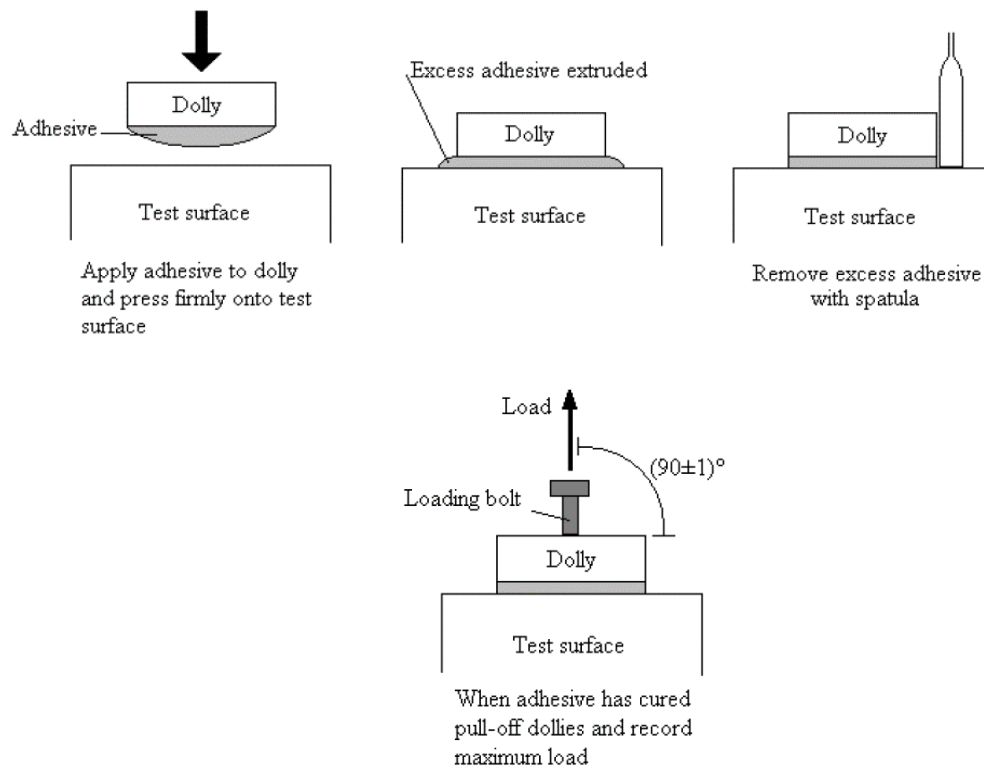 Dolly
Adhesive
Test surface
Apply adhesive to dolly
and press firmly onto test
surface
Excess adhesive extruded
Dolly
Test surface
Dolly
Test surface
Remove excess adhesive
with spatula
Load
(90±1)°
Loading bolt
Dolly
Test surface
When adhesive has cured
pull-off dollies and record
maximum load